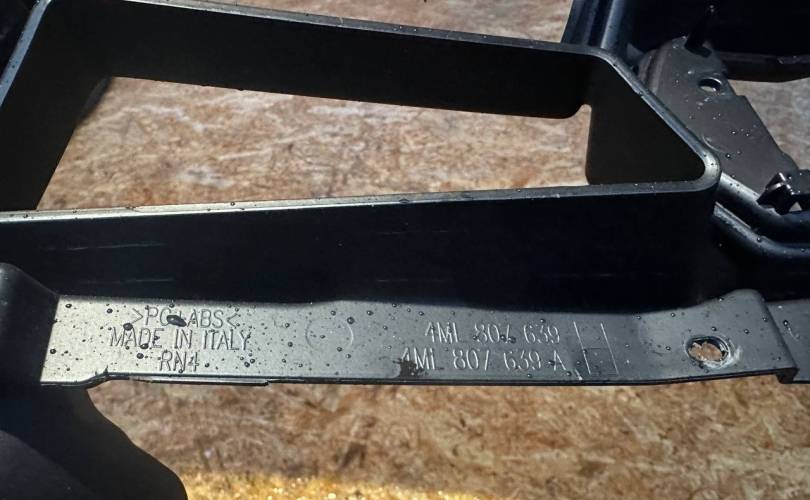 >PC-ABS<
MADE IN ITALY
RN4
4ML 807 639
4ML 807 639 A